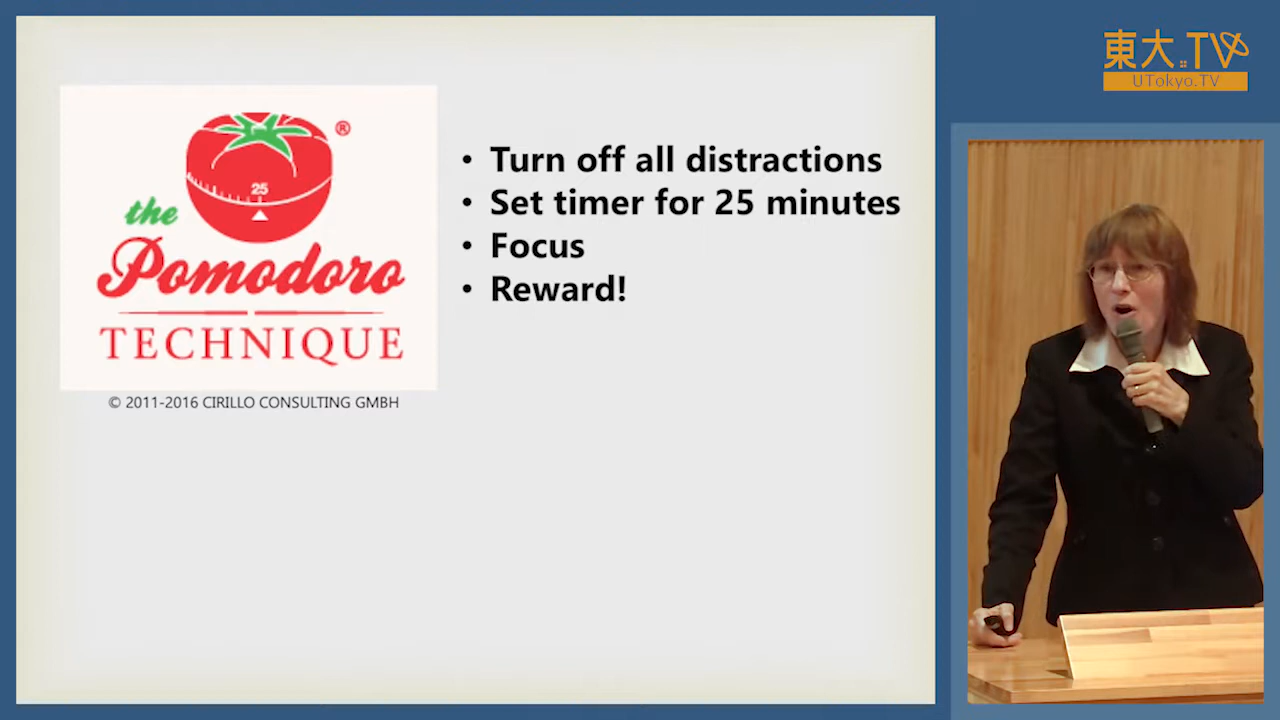 東大.TV
UTokyo.TV
25
®
the
Pomodoro
TECHNIQUE
© 2011-2016 CIRILLO CONSULTING GMBH
• Turn off all distractions
• Set timer for 25 minutes
• Focus
• Reward!